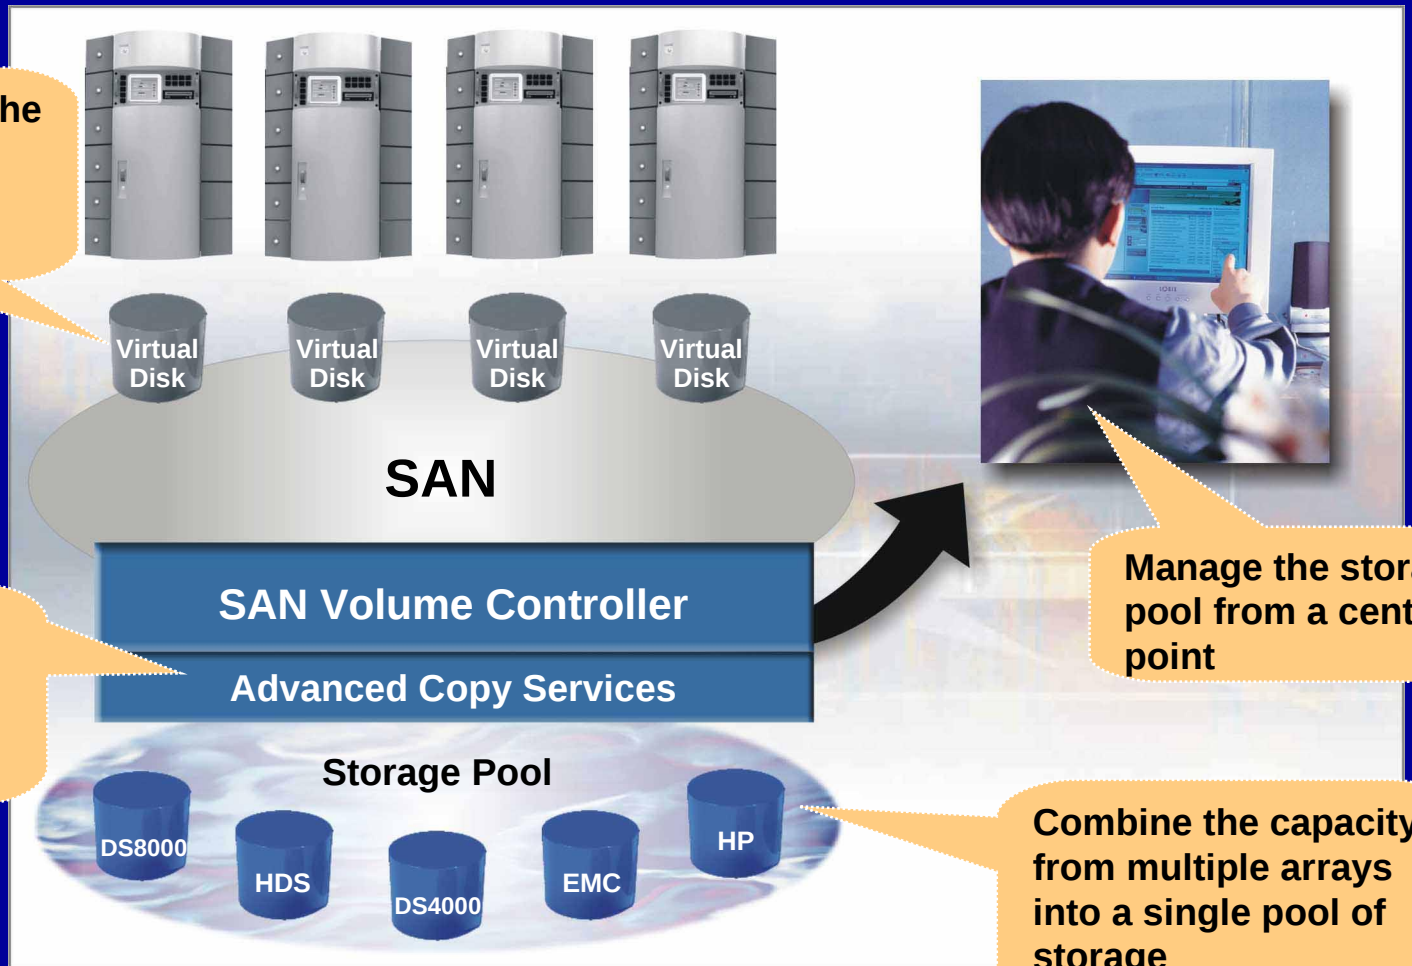 he
Virtual
Disk
Virtual
Disk
Virtual
Disk
Virtual
Disk
SAN
SAN Volume Controller
Advanced Copy Services
Manage the stora
pool from a cent
point
Storage Pool
DS8000
HDS
DS4000
EMC
HP
Combine the capacity
from multiple arrays
into a single pool of
storage